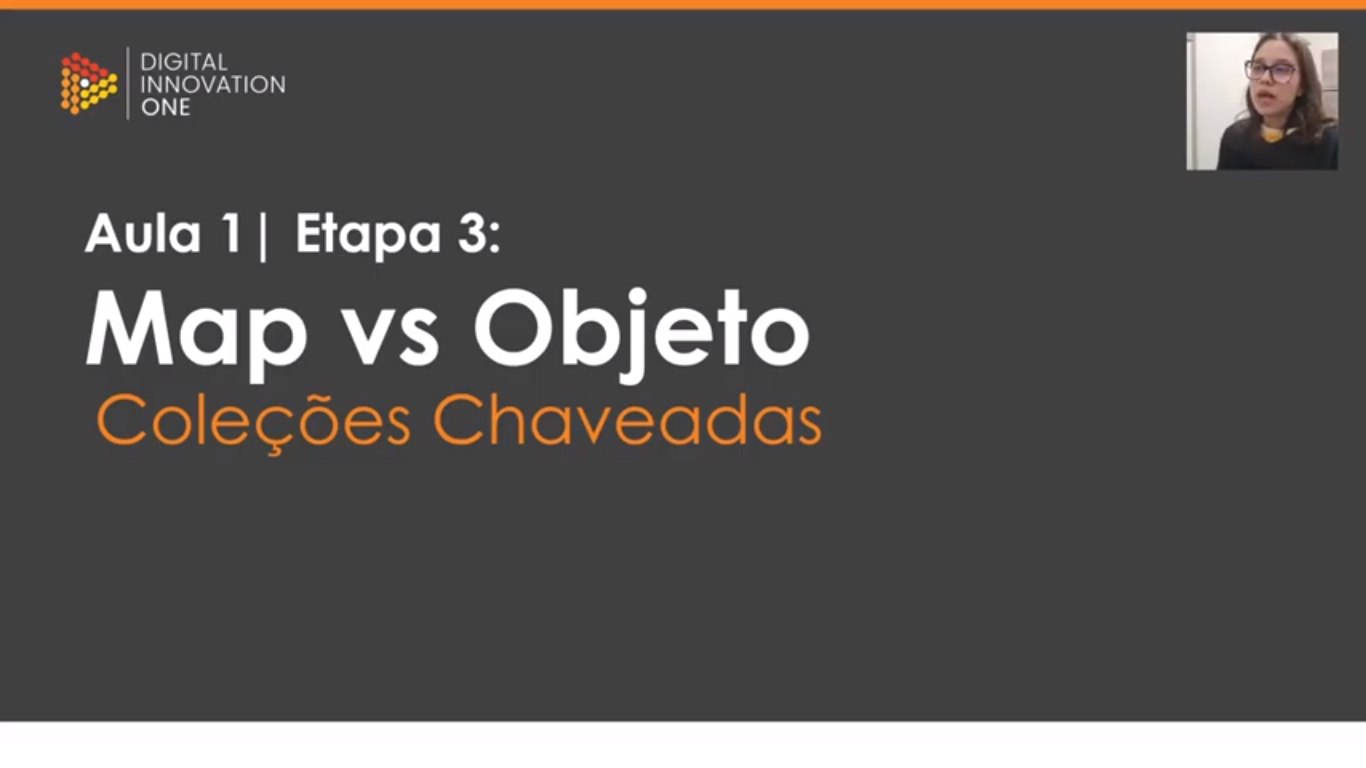 DIGITAL
INNOVATION
ONE
Aula 1| Etapa 3:
Map vs Objeto
Coleções Chaveadas